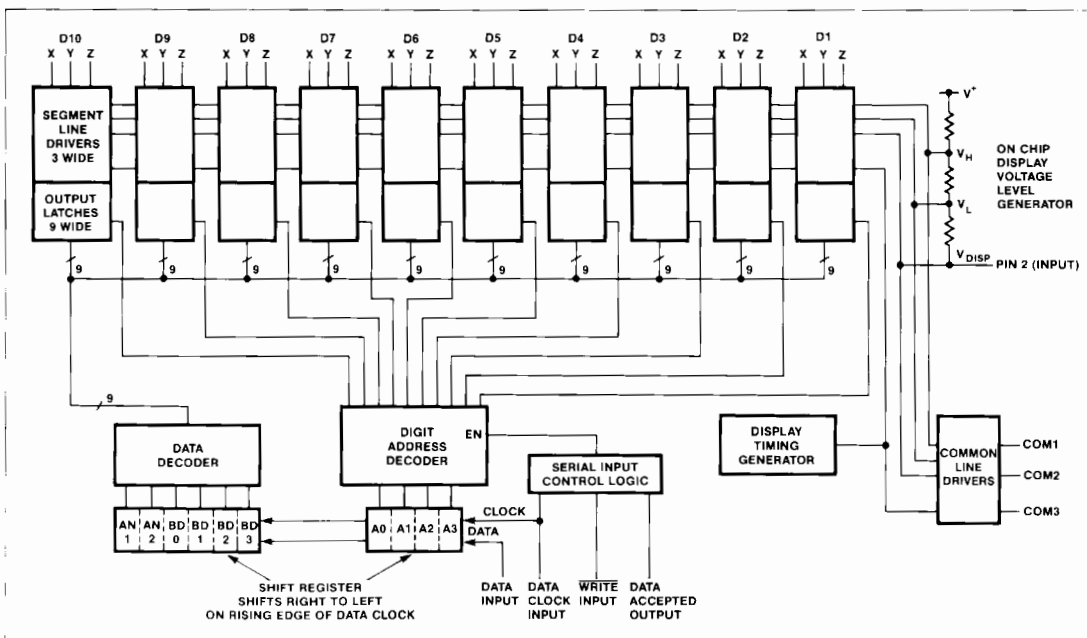 D10 D9 D8 D7 D6 D5 D4 D3 D2 D1
X Y Z X Y Z X Y Z X Y Z X Y Z X Y Z X Y Z X Y Z X Y Z X Y Z
V+
SEGMENT
LINE
DRIVERS
3 WIDE
OUTPUT
LATCHES
9 WIDE
VH
VL
VDISP
ON CHIP
DISPLAY
VOLTAGE
LEVEL
GENERATOR
PIN 2 (INPUT)
9 9 9 9 9 9 9 9 9
9
DATA
DECODER
DIGIT
ADDRESS
DECODER
EN
SERIAL INPUT
CONTROL LOGIC
DISPLAY
TIMING
GENERATOR
COMMON
LINE
DRIVERS
COM1
COM2
COM3
AN AN BD BD BD BD
1 2 0 1 2 3
A0 A1 A2 A3
CLOCK
DATA
SHIFT REGISTER
SHIFTS RIGHT TO LEFT
ON RISING EDGE OF DATA CLOCK
DATA
INPUT
DATA
CLOCK
INPUT
WRITE
INPUT
DATA
ACCEPTED
OUTPUT